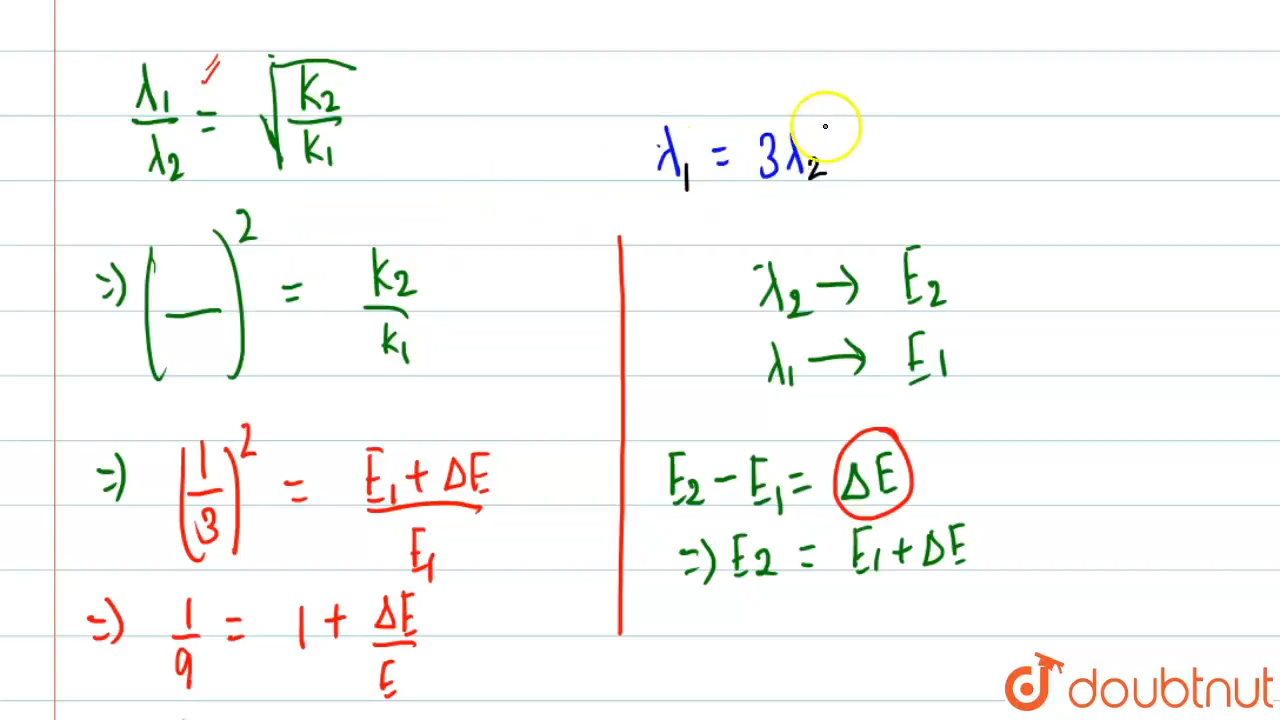 λ₁/λ₂ = √(K₂/K₁)
⇒ (—)² = K₂/K₁
⇒ (1/3)² = (E₁ + ΔE)/E₁
⇒ 1/9 = 1 + ΔE/E
λ₁ = 3λ₂
λ₂ → E₂
λ₁ → E₁
E₂ − E₁ = ΔE
⇒ E₂ = E₁ + ΔE
doubtnut